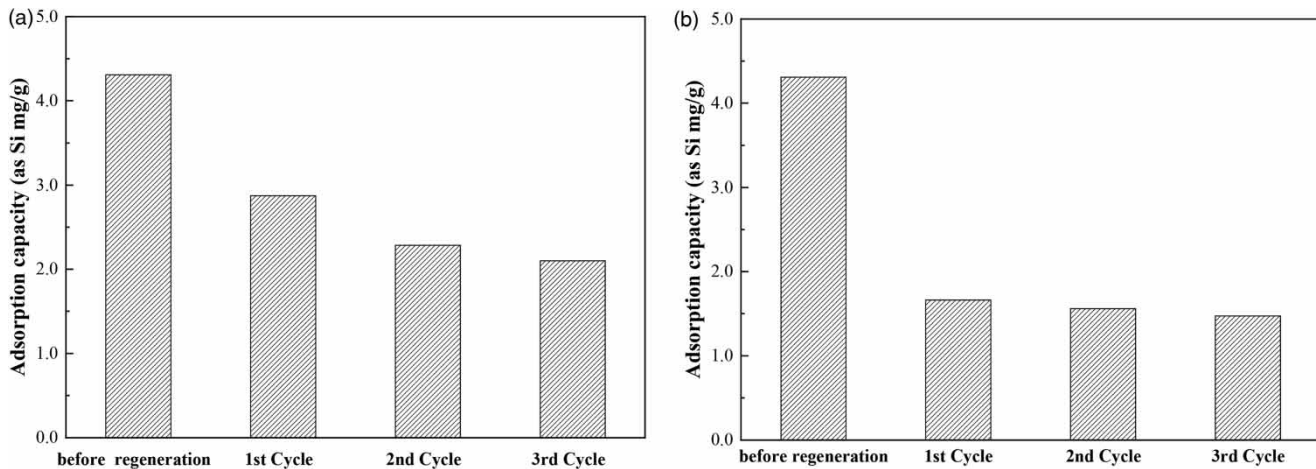 (a)
Adsorption capacity (as Si mg/g)
5.0
4.0
3.0
2.0
1.0
0.0
before regeneration 1st Cycle 2nd Cycle 3rd Cycle
(b)
Adsorption capacity (as Si mg/g)
5.0
4.0
3.0
2.0
1.0
0.0
before regeneration 1st Cycle 2nd Cycle 3rd Cycle